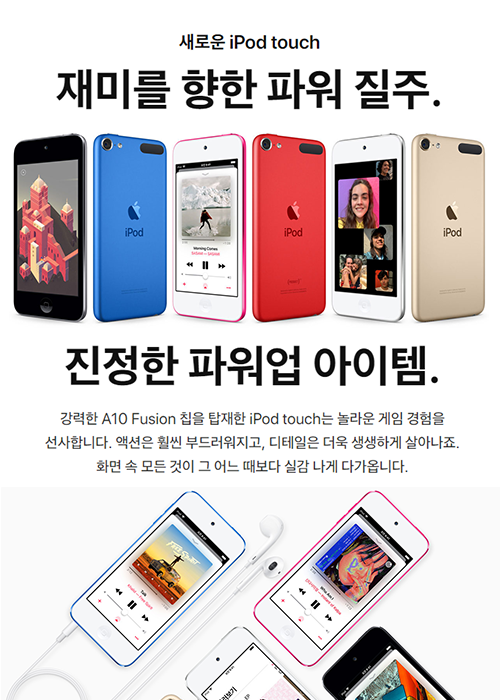 새로운 iPod touch
재미를 향한 파워 질주.
iPod
iPod
iPod
Morning Comes
진정한 파워업 아이템.
강력한 A10 Fusion 칩을 탑재한 iPod touch는 놀라운 게임 경험을
선사합니다. 액션은 훨씬 부드러워지고, 디테일은 더욱 생생하게 살아나죠.
화면 속 모든 것이 그 어느 때보다 실감 나게 다가옵니다.